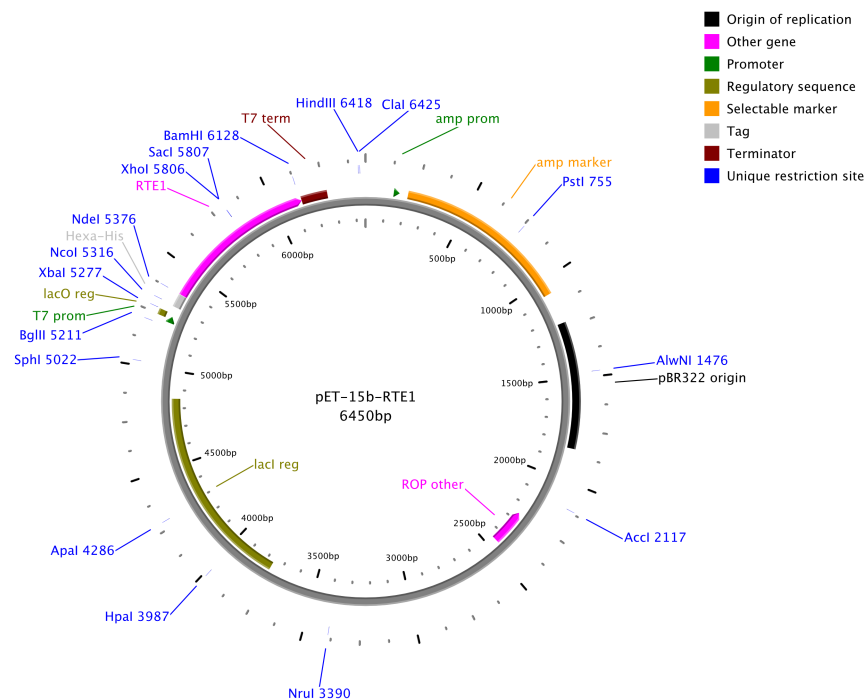 Origin of replication
Other gene
Promoter
Regulatory sequence
Selectable marker
Tag
Terminator
Unique restriction site
HindIII 6418
ClaI 6425
T7 term
amp prom
BamHI 6128
SacI 5807
XhoI 5806
RTE1
amp marker
PstI 755
NdeI 5376
Hexa-His
NcoI 5316
XbaI 5277
lacO reg
T7 prom
BglII 5211
SphI 5022
6000bp
500bp
5500bp
1000bp
5000bp
1500bp
AlwNI 1476
pBR322 origin
pET-15b-RTE1
6450bp
4500bp
lacI reg
2000bp
ROP other
4000bp
2500bp
3500bp
3000bp
ApaI 4286
AccI 2117
HpaI 3987
NruI 3390